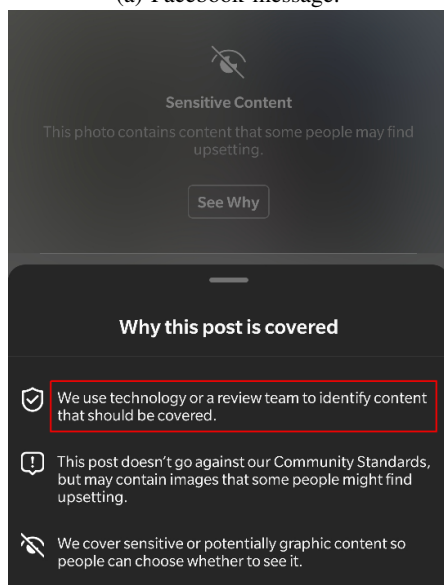 (a) Facebook message.
Sensitive Content
This photo contains content that some people may find
upsetting.
See Why
Why this post is covered
We use technology or a review team to identify content
that should be covered.
This post doesn't go against our Community Standards,
but may contain images that some people might find
upsetting.
We cover sensitive or potentially graphic content so
people can choose whether to see it.